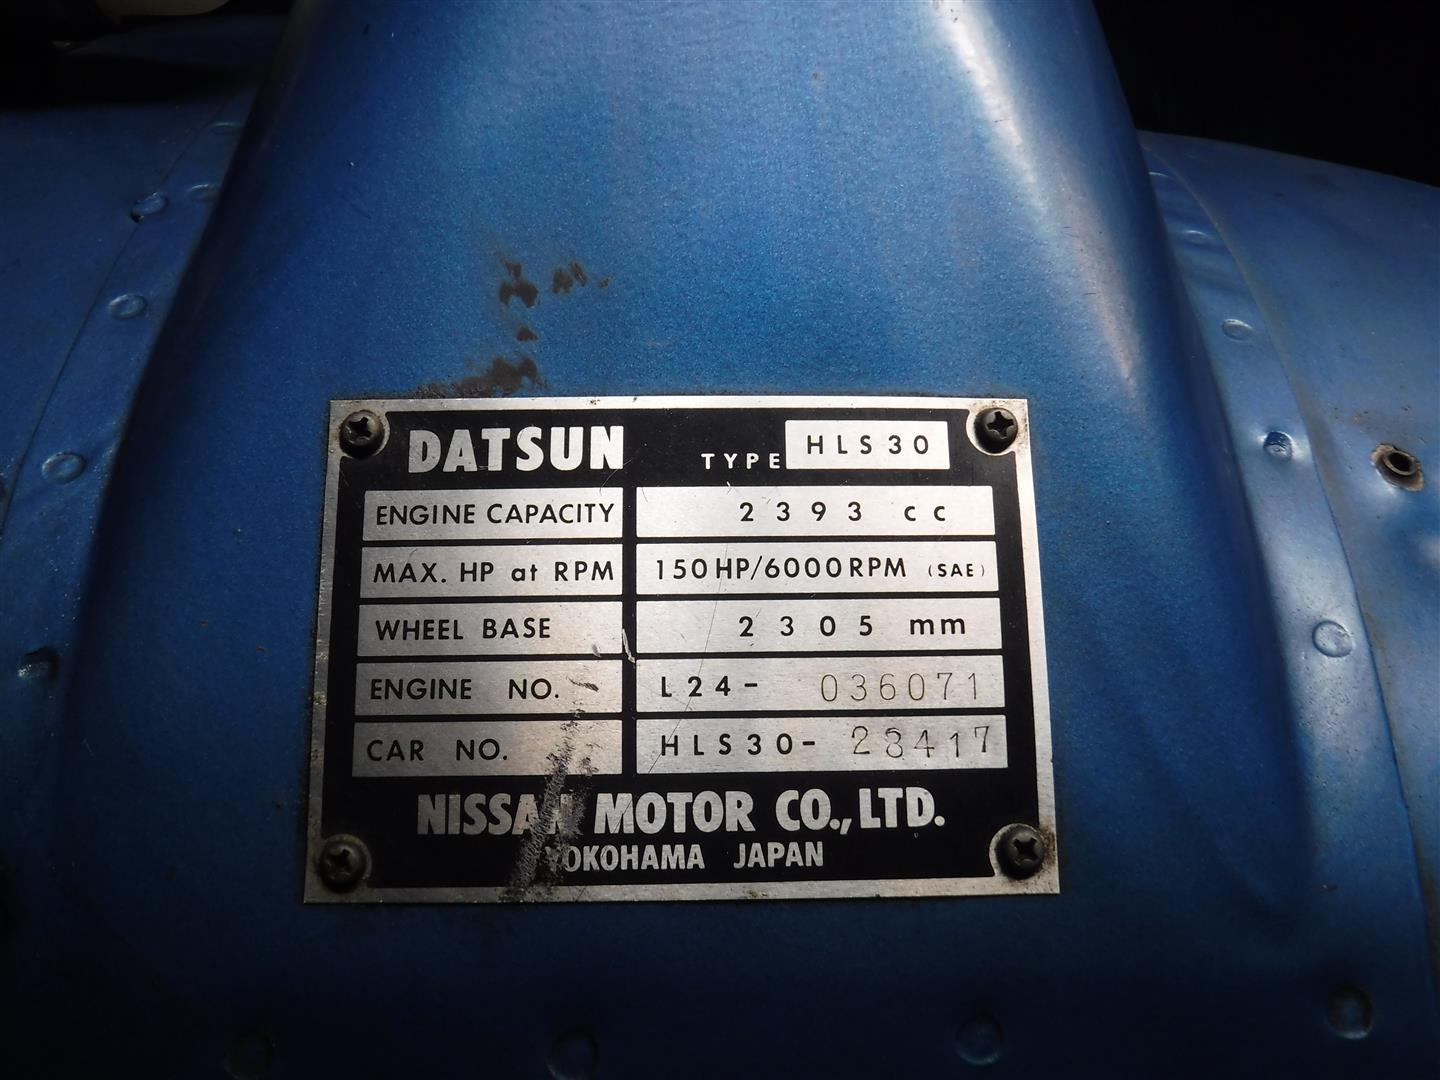 DATSUN TYPE HLS30
ENGINE CAPACITY 2393 cc
MAX. HP at RPM 150HP/6000RPM (SAE)
WHEEL BASE 2305 mm
ENGINE NO. L24- 036071
CAR NO. HLS30- 28417
NISSAN MOTOR CO., LTD.
YOKOHAMA JAPAN